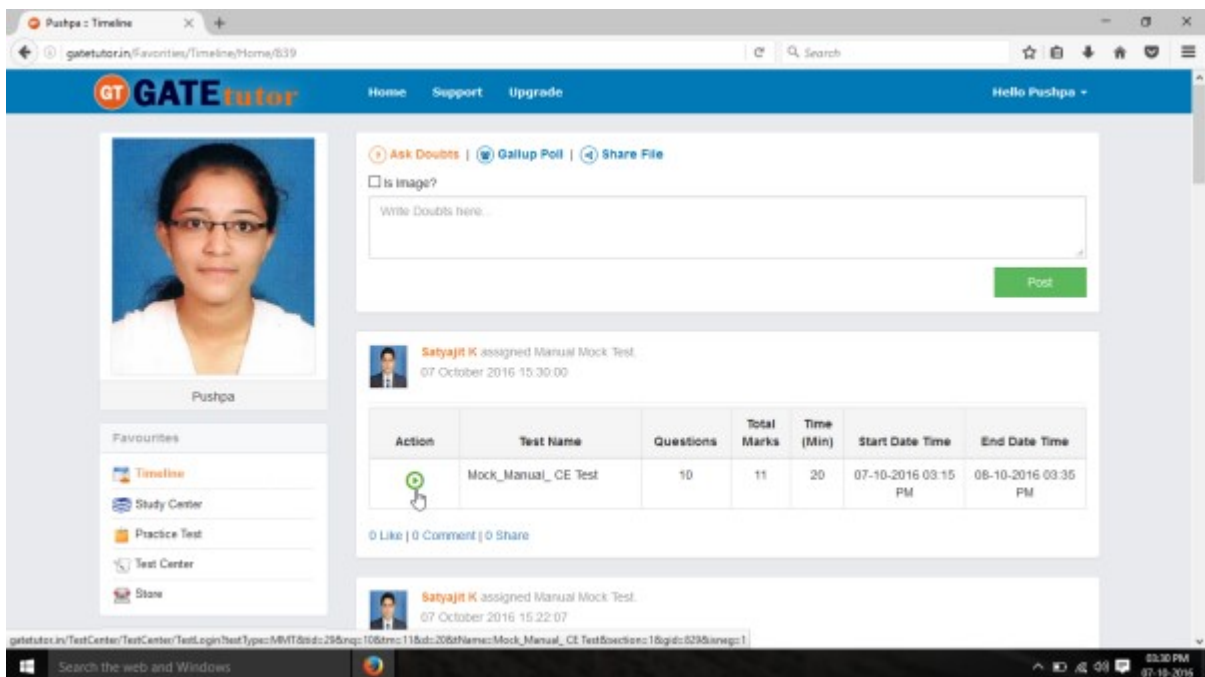 Pushpa :: Timeline
gatetutor.in/Favorities/Timeline/Home/839
Search
GT GATEtutor
Home Support Upgrade
Hello Pushpa
Pushpa
Favourites
Timeline
Study Center
Practice Test
Test Center
Store
Ask Doubts | Gallup Poll | Share File
Is image?
Write Doubts here..
Post
Satyajit K assigned Manual Mock Test.
07 October 2016 15:30:00
Action Test Name Questions Total Marks Time (Min) Start Date Time End Date Time
Mock_Manual_ CE Test 10 11 20 07-10-2016 03:15 PM 08-10-2016 03:35 PM
0 Like | 0 Comment | 0 Share
Satyajit K assigned Manual Mock Test.
07 October 2016 15:22:07
Search the web and Windows
03:30 PM
07-10-2016